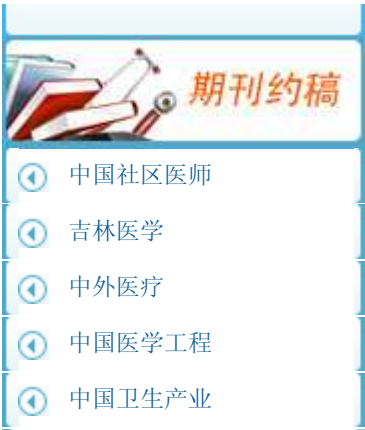 期刊约稿
中国社区医师
吉林医学
中外医疗
中国医学工程
中国卫生产业